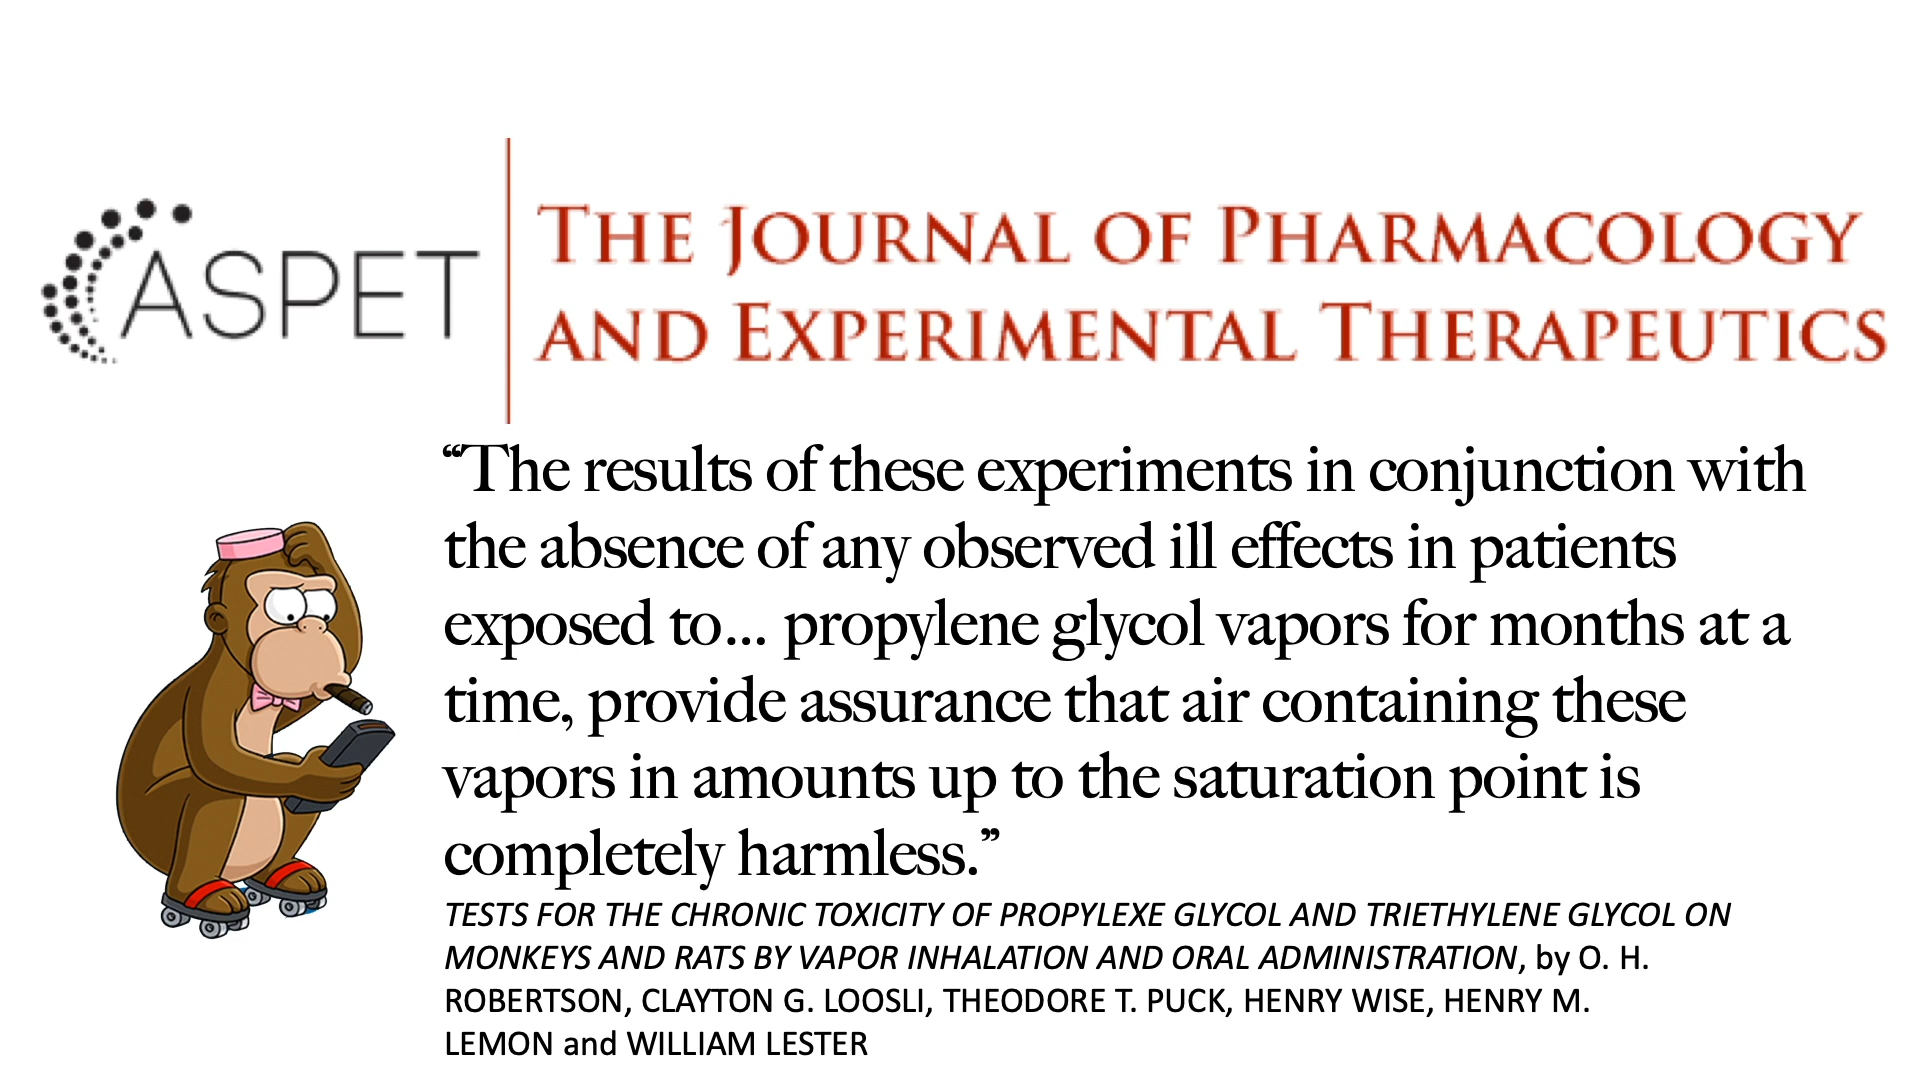 ASPET
THE JOURNAL OF PHARMACOLOGY
AND EXPERIMENTAL THERAPEUTICS
“The results of these experiments in conjunction with
the absence of any observed ill effects in patients
exposed to… propylene glycol vapors for months at a
time, provide assurance that air containing these
vapors in amounts up to the saturation point is
completely harmless.”
TESTS FOR THE CHRONIC TOXICITY OF PROPYLEXE GLYCOL AND TRIETHYLENE GLYCOL ON
MONKEYS AND RATS BY VAPOR INHALATION AND ORAL ADMINISTRATION, by O. H.
ROBERTSON, CLAYTON G. LOOSLI, THEODORE T. PUCK, HENRY WISE, HENRY M.
LEMON and WILLIAM LESTER